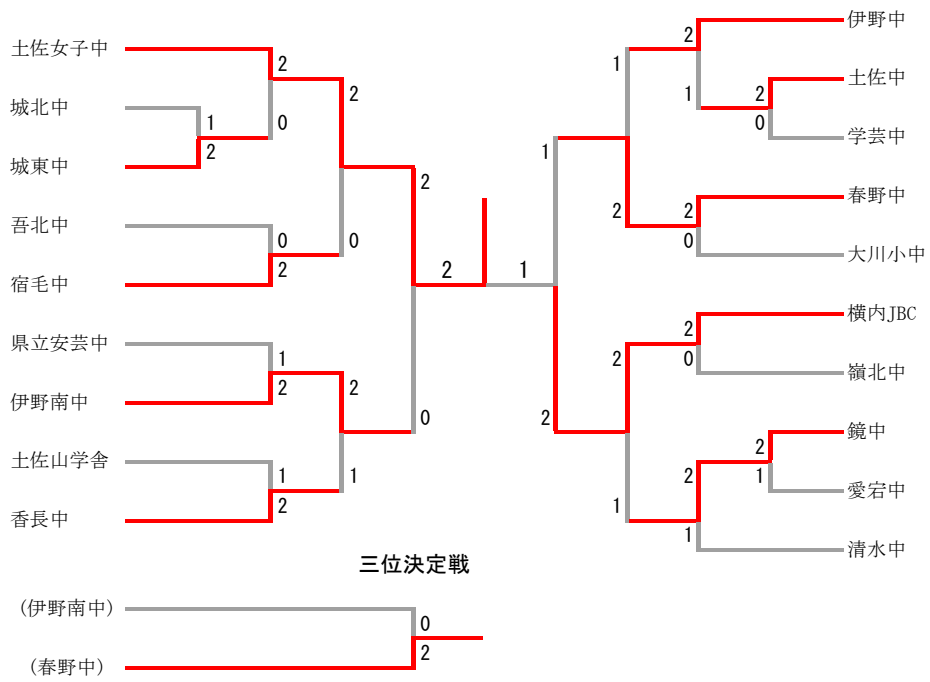 土佐女子中
城北中
城東中
吾北中
宿毛中
県立安芸中
伊野南中
土佐山学舎
香長中
2
1
2
0
2
0
2
0
1
2
1
2
2
1
2
0
2
1
1
2
2
1
1
2
2
0
2
0
2
0
2
1
2
1
2
1
伊野中
土佐中
学芸中
春野中
大川小中
横内JBC
嶺北中
鏡中
愛宕中
清水中
三位決定戦
(伊野南中)
(春野中)
0
2